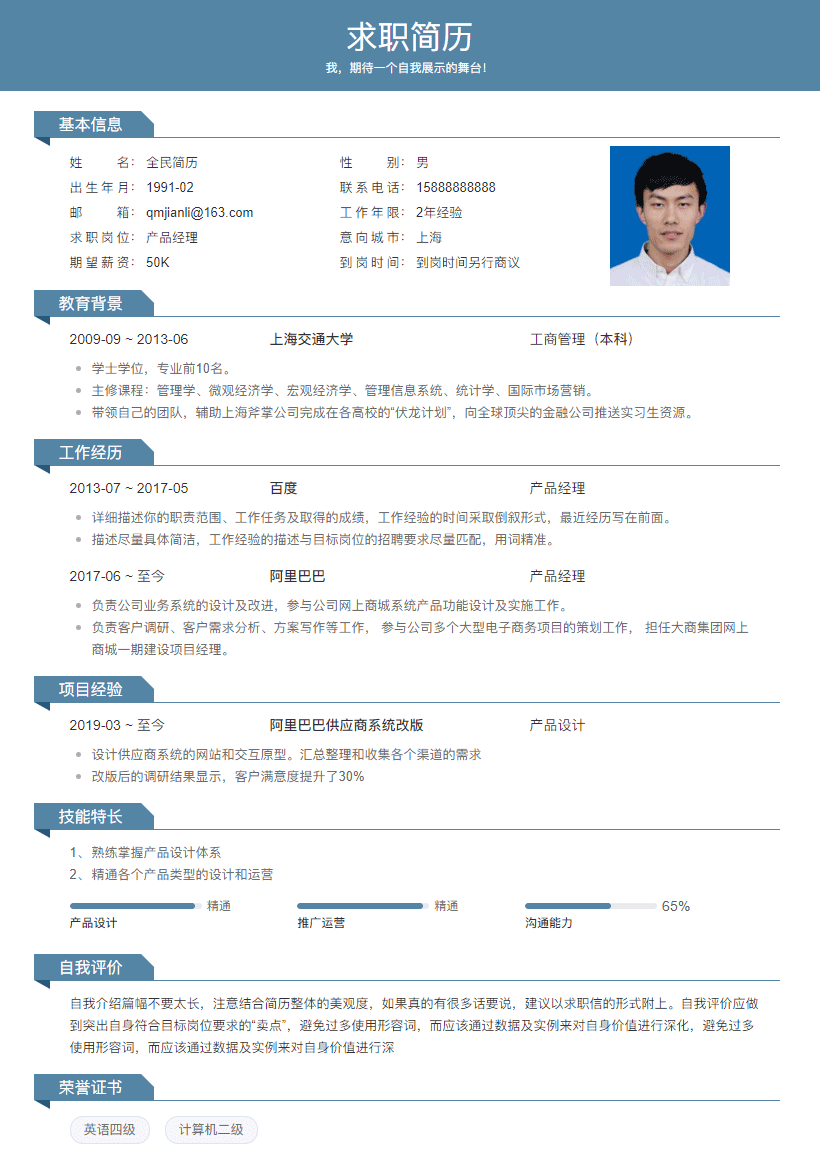 求职简历
我，期待一个自我展示的舞台！
基本信息
姓 名： 全民简历 性 别： 男
出生年月： 1991-02 联系电话： 15888888888
邮 箱： qmjianli@163.com 工作年限： 2年经验
求职岗位： 产品经理 意向城市： 上海
期望薪资： 50K 到岗时间： 到岗时间另行商议
教育背景
2009-09 ~ 2013-06 上海交通大学 工商管理（本科）
学士学位，专业前10名。
主修课程：管理学、微观经济学、宏观经济学、管理信息系统、统计学、国际市场营销。
带领自己的团队，辅助上海斧掌公司完成在各高校的“伏龙计划”，向全球顶尖的金融公司推送实习生资源。
工作经历
2013-07 ~ 2017-05 百度 产品经理
详细描述你的职责范围、工作任务及取得的成绩，工作经验的时间采取倒叙形式，最近经历写在前面。
描述尽量具体简洁，工作经验的描述与目标岗位的招聘要求尽量匹配，用词精准。
2017-06 ~ 至今 阿里巴巴 产品经理
负责公司业务系统的设计及改进，参与公司网上商城系统产品功能设计及实施工作。
负责客户调研、客户需求分析、方案写作等工作， 参与公司多个大型电子商务项目的策划工作， 担任大商集团网上
商城一期建设项目经理。
项目经验
2019-03 ~ 至今 阿里巴巴供应商系统改版 产品设计
设计供应商系统的网站和交互原型。汇总整理和收集各个渠道的需求
改版后的调研结果显示，客户满意度提升了30%
技能特长
1、熟练掌握产品设计体系
2、精通各个产品类型的设计和运营
精通 精通 65%
产品设计 推广运营 沟通能力
自我评价
自我介绍篇幅不要太长，注意结合简历整体的美观度，如果真的有很多话要说，建议以求职信的形式附上。自我评价应做
到突出自身符合目标岗位要求的“卖点”，避免过多使用形容词，而应该通过数据及实例来对自身价值进行深化，避免过多
使用形容词，而应该通过数据及实例来对自身价值进行深
荣誉证书
英语四级 计算机二级